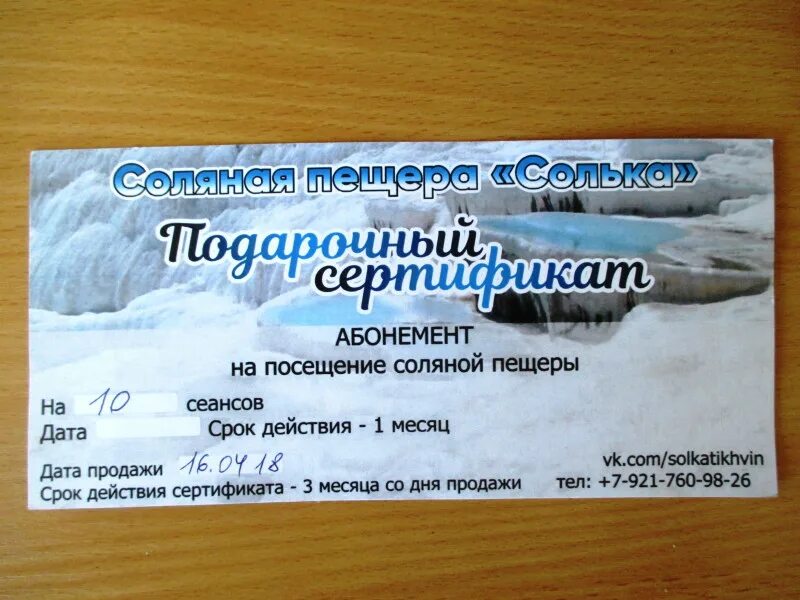 Соляная пещера «Солька»
Подарочный
сертификат
АБОНЕМЕНТ
на посещение соляной пещеры
На 10 сеансов
Дата Срок действия - 1 месяц
Дата продажи 16.04 18
Срок действия сертификата - 3 месяца со дня продажи
vk.com/solkatikhvin
тел: +7-921-760-98-26